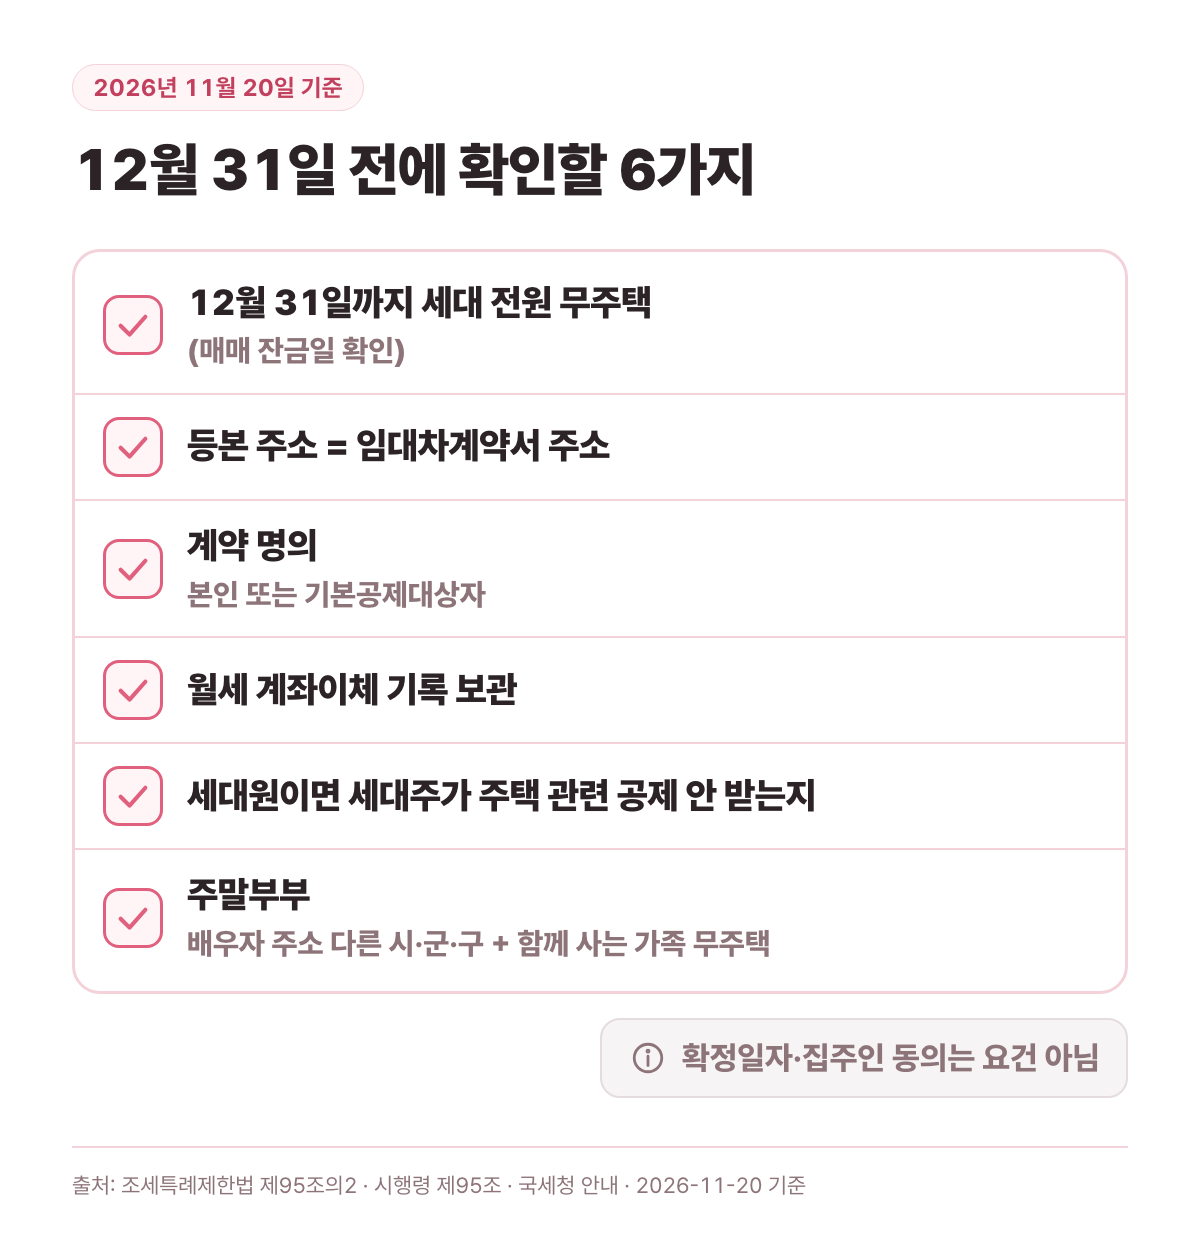 2026년 11월 20일 기준
12월 31일 전에 확인할 6가지
12월 31일까지 세대 전원 무주택
(매매 잔금일 확인)
등본 주소 = 임대차계약서 주소
계약 명의
본인 또는 기본공제대상자
월세 계좌이체 기록 보관
세대원이면 세대주가 주택 관련 공제 안 받는지
주말부부
배우자 주소 다른 시·군·구 + 함께 사는 가족 무주택
확정일자·집주인 동의는 요건 아님
출처: 조세특례제한법 제95조의2 · 시행령 제95조 · 국세청 안내 · 2026-11-20 기준